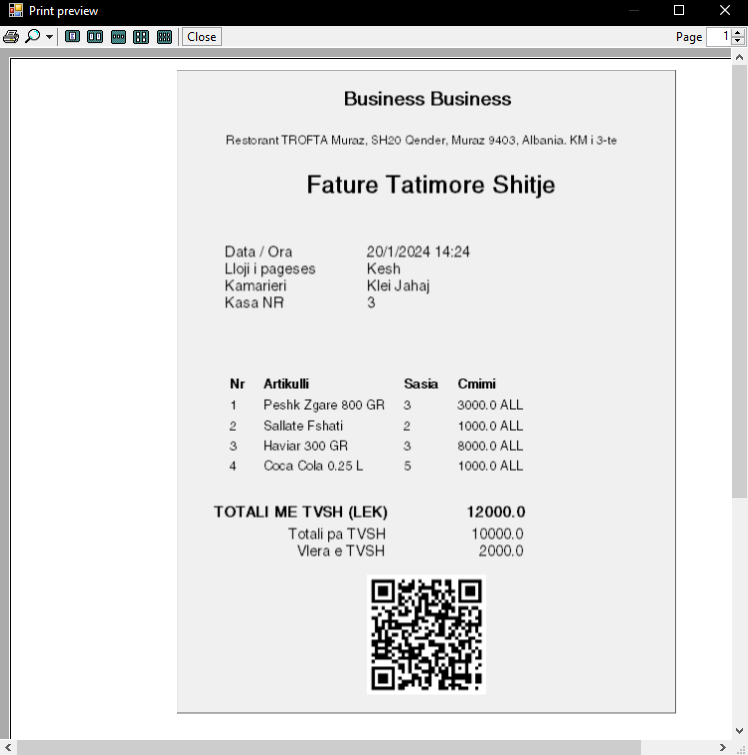 Print preview
Close
Page 1
Business Business
Restorant TROFTA Muraz, SH20 Qender, Muraz 9403, Albania. KM i 3-te
Fature Tatimore Shitje
Data / Ora 20/1/2024 14:24
Lloji i pageses Kesh
Kamarieri Klei Jahaj
Kasa NR 3
Nr Artikulli Sasia Cmimi
1 Peshk Zgare 800 GR 3 3000.0 ALL
2 Sallate Fshati 2 1000.0 ALL
3 Haviar 300 GR 3 8000.0 ALL
4 Coca Cola 0.25 L 5 1000.0 ALL
TOTALI ME TVSH (LEK) 12000.0
Totali pa TVSH 10000.0
Vlera e TVSH 2000.0